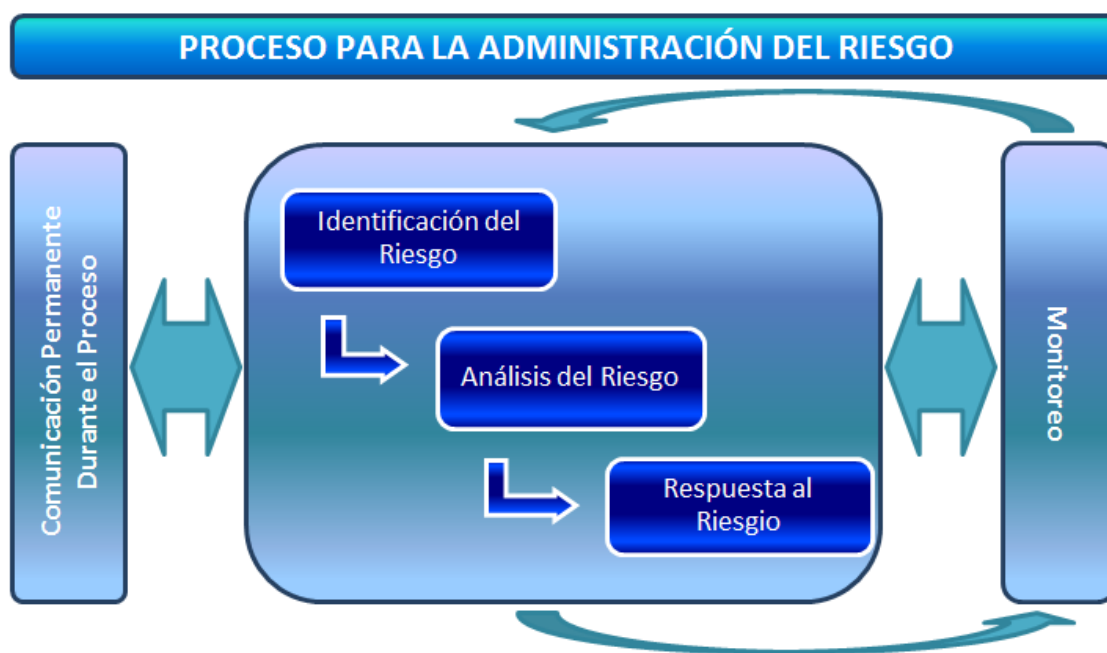 PROCESO PARA LA ADMINISTRACIÓN DEL RIESGO
Comunicación Permanente
Durante el Proceso
Identificación del
Riesgo
Análisis del Riesgo
Respuesta al
Riesgio
Monitoreo